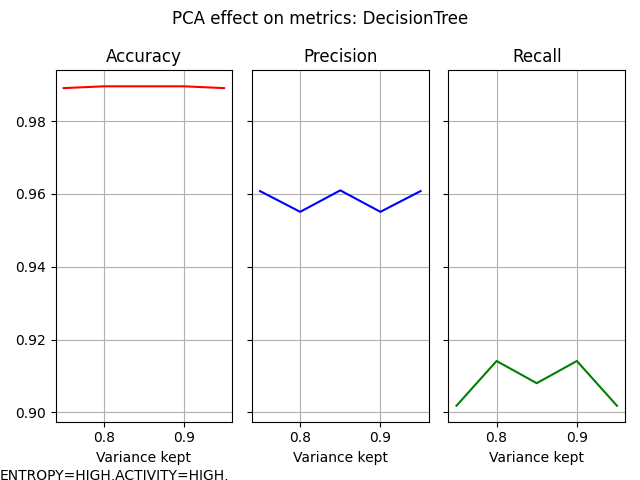 PCA effect on metrics: DecisionTree
Accuracy Precision Recall
0.98
0.96
0.94
0.92
0.90
0.8 0.9 0.8 0.9 0.8 0.9
Variance kept Variance kept Variance kept
ENTROPY=HIGH.ACTIVITY=HIGH.